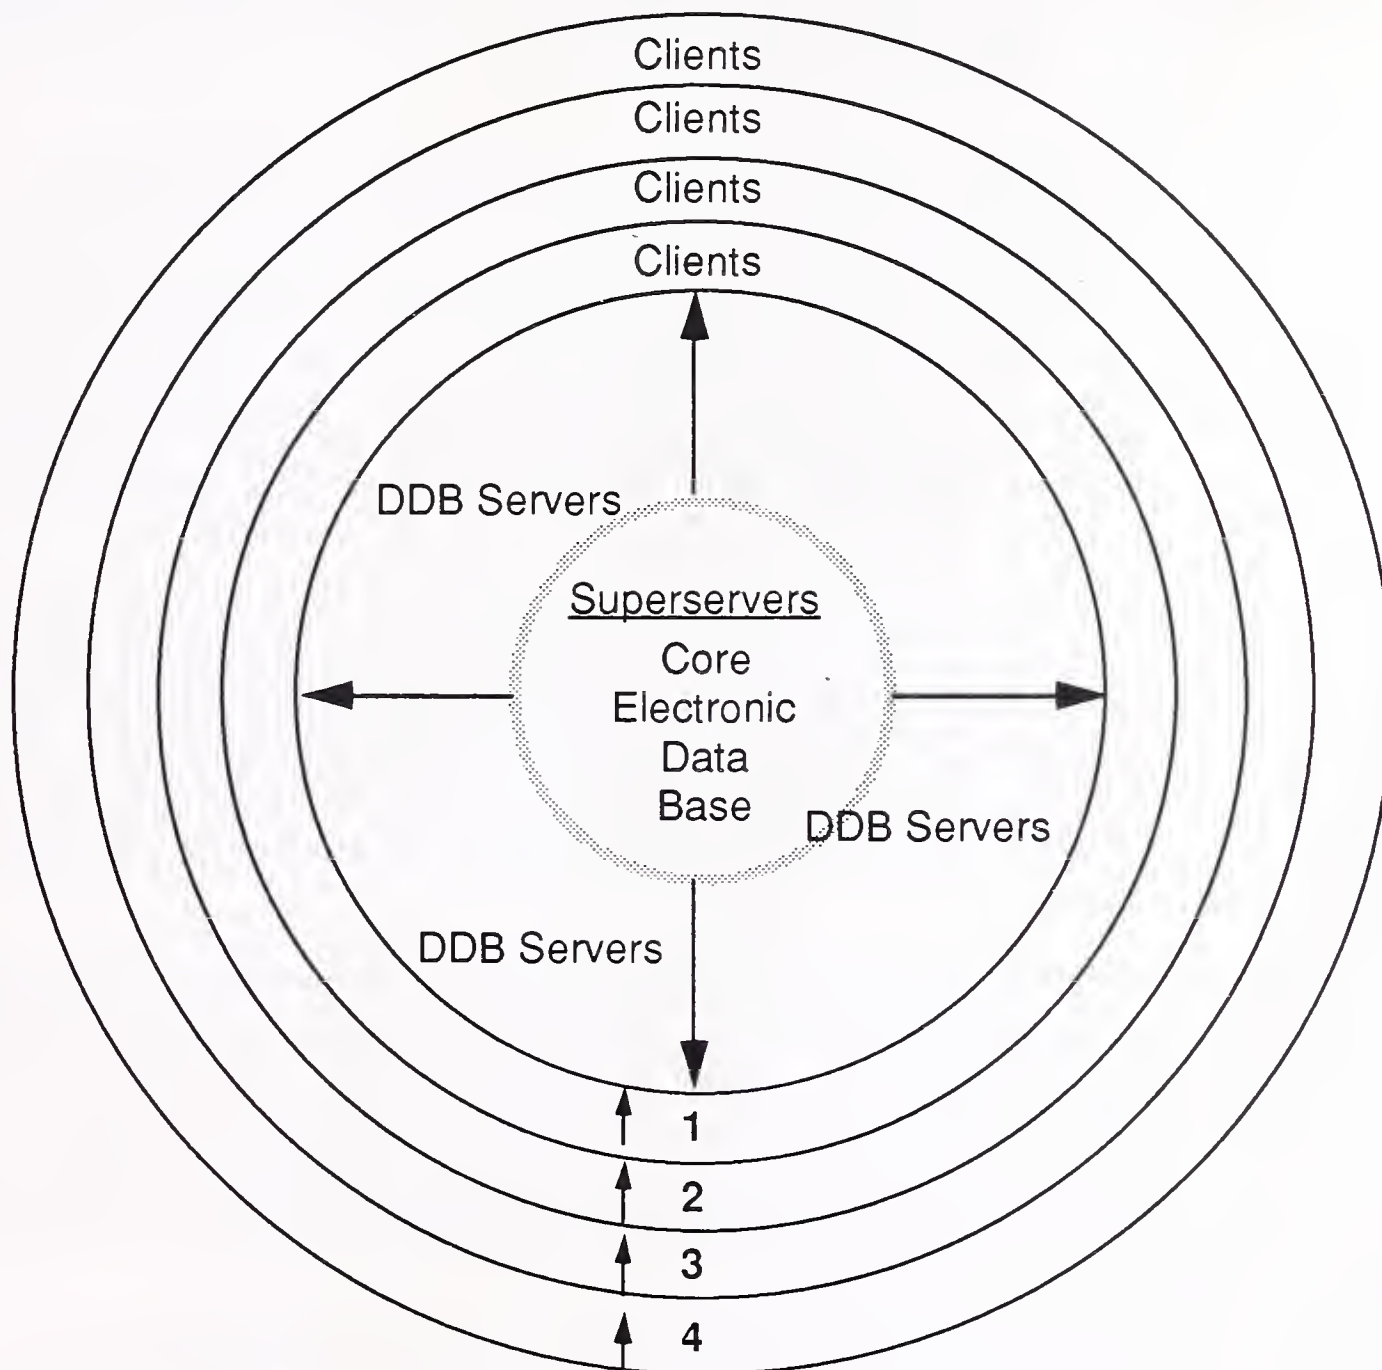 Clients
Clients
Clients
Clients
DDB Servers
Superservers
Core
Electronic
Data
Base
DDB Servers
DDB Servers
1
2
3
4